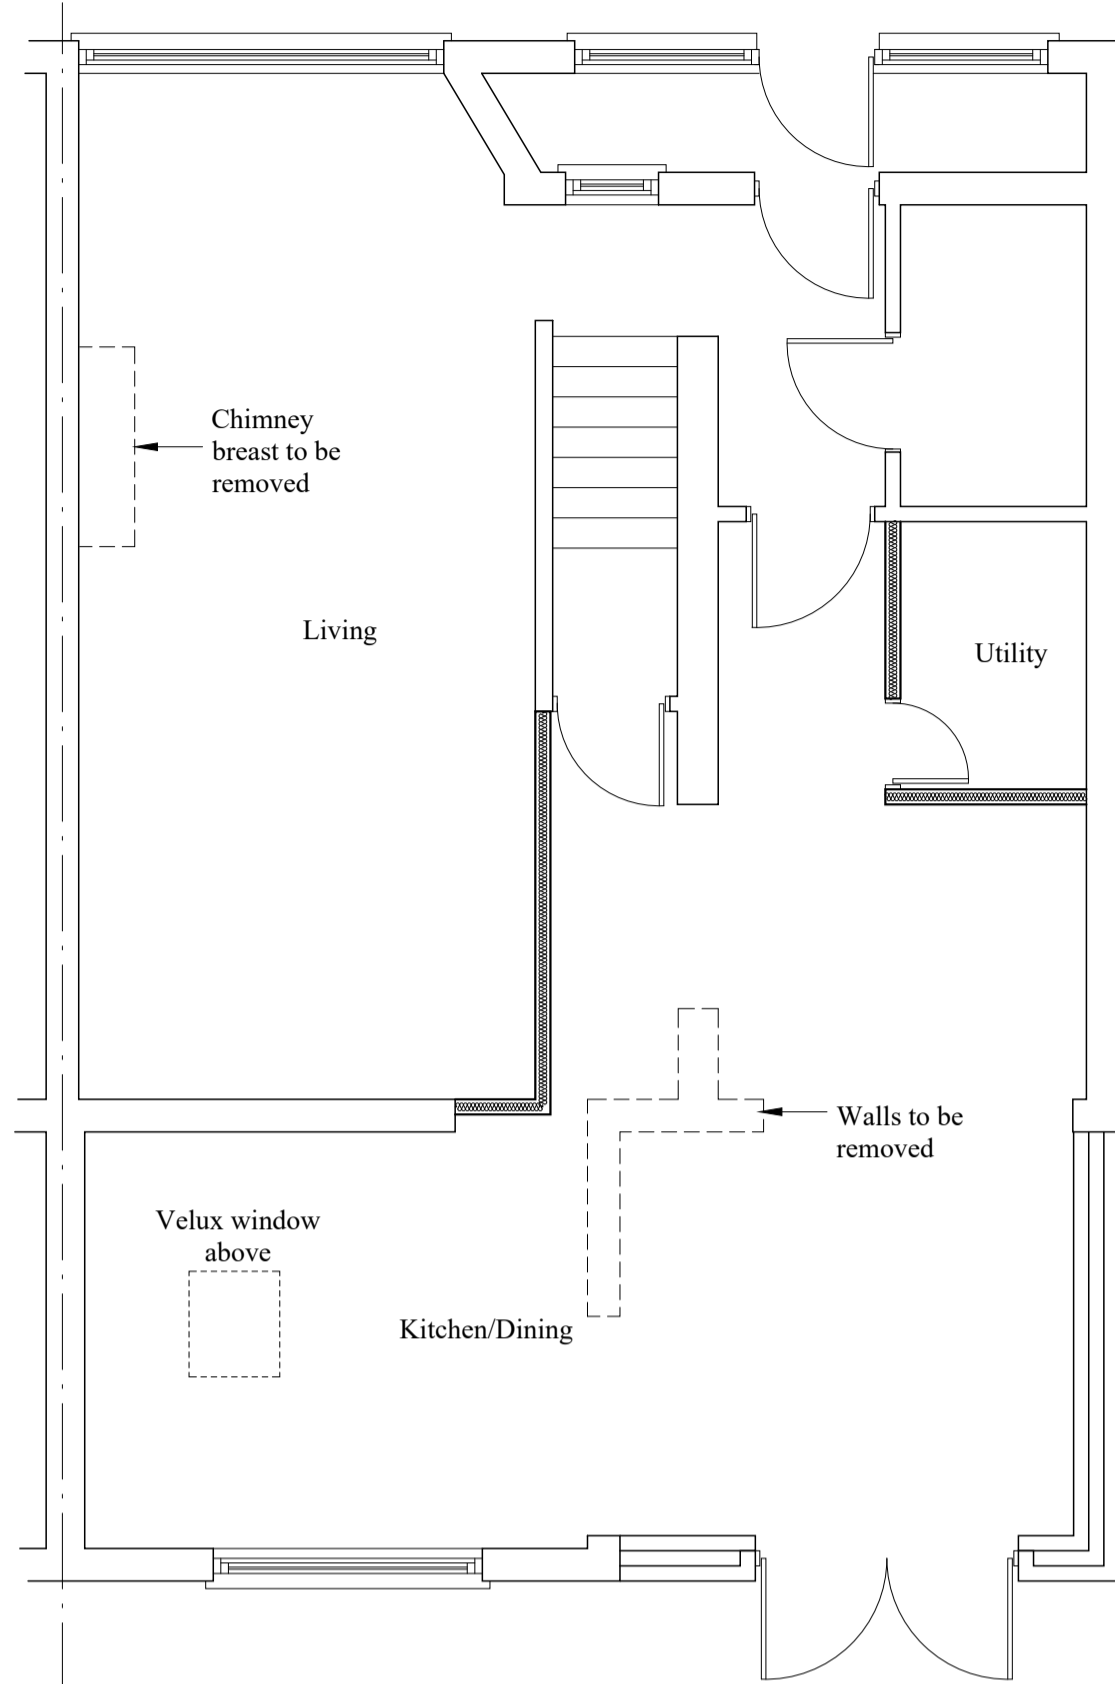 Chimney
breast to be
removed
Living
Utility
Walls to be
removed
Velux window
above
Kitchen/Dining